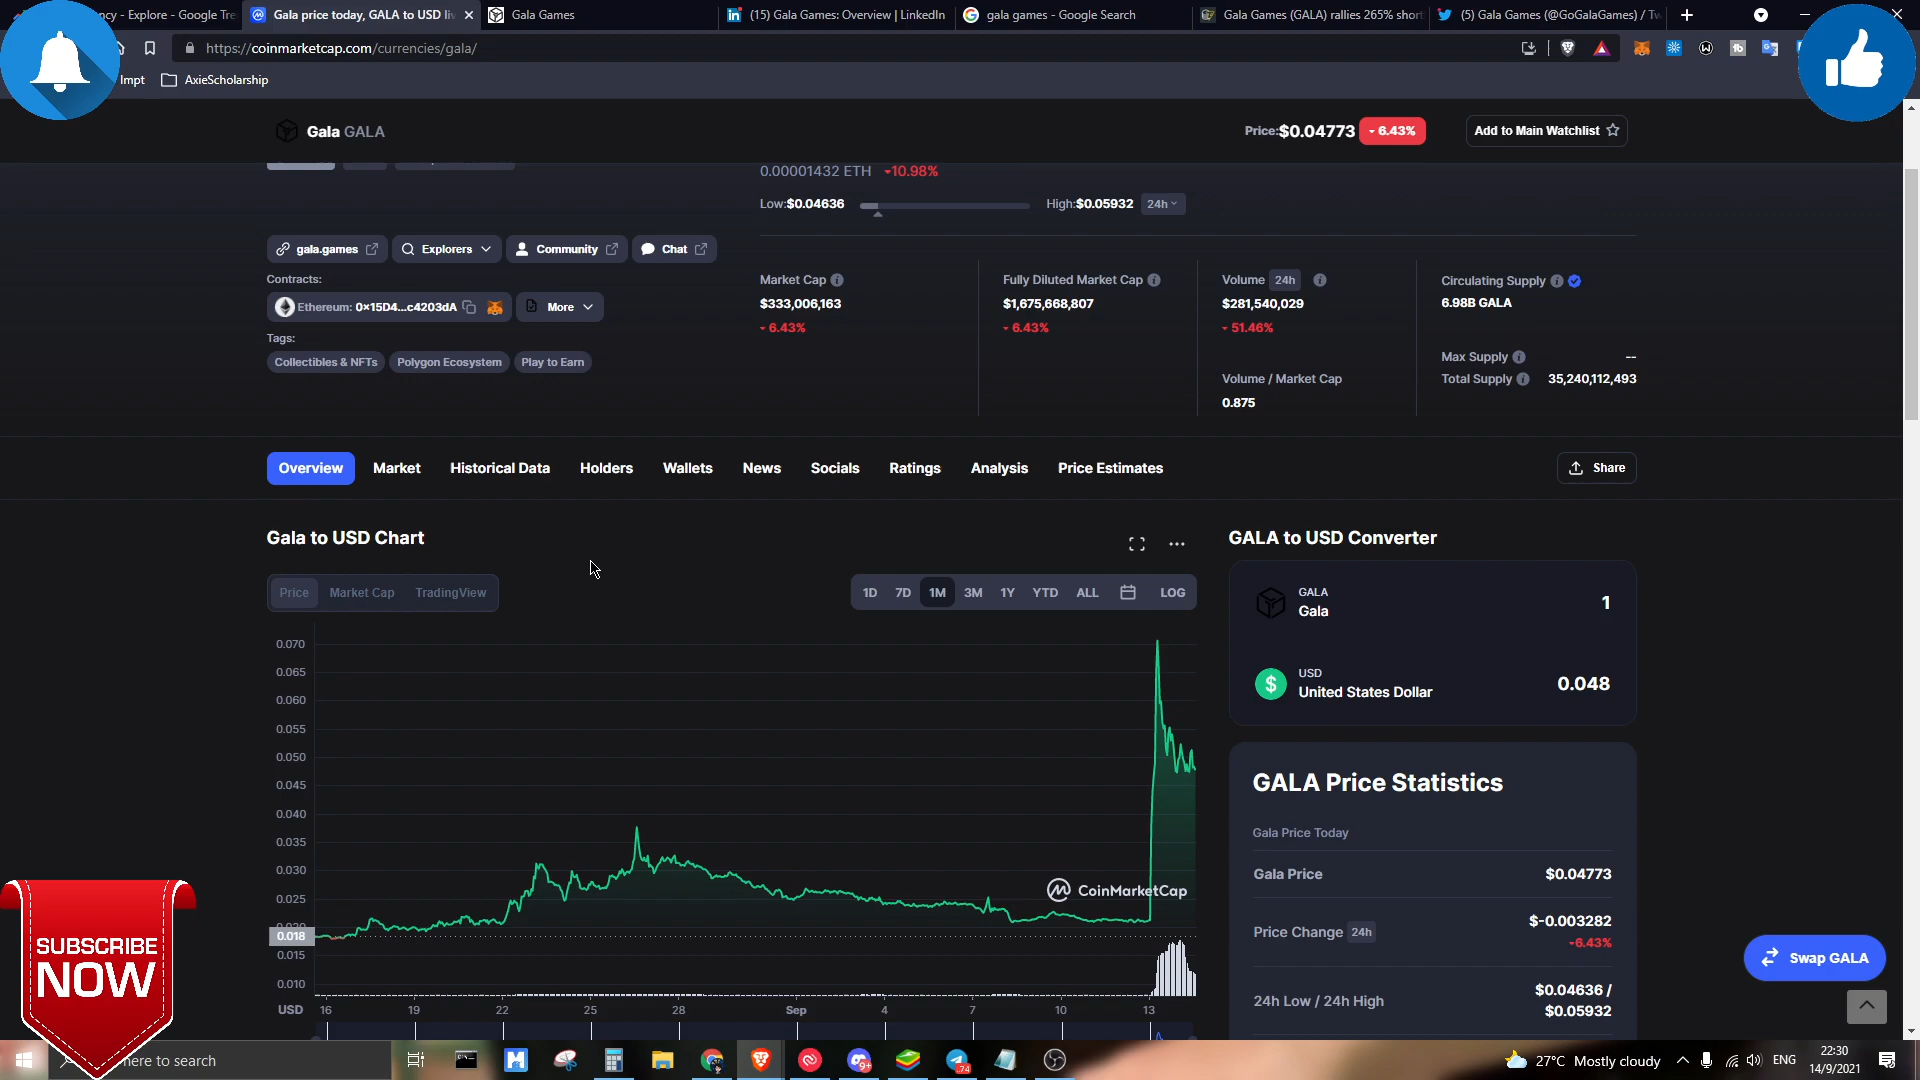 ncy - Explore - Google Tre
Gala price today, GALA to USD li
Gala Games
(15) Gala Games: Overview | LinkedIn
gala games - Google Search
Gala Games (GALA) rallies 265% short
(5) Gala Games (@GoGalaGames) / Tw
https://coinmarketcap.com/currencies/gala/
Impt
AxieScholarship
Gala GALA
Price:$0.04773
6.43%
Add to Main Watchlist
0.00001432 ETH
10.98%
Low:$0.04636
High:$0.05932
24h
gala.games
Explorers
Community
Chat
Contracts:
Ethereum: 0x15D4...c4203dA
More
Tags:
Collectibles & NFTs
Polygon Ecosystem
Play to Earn
Market Cap
$333,006,163
6.43%
Fully Diluted Market Cap
$1,675,668,807
6.43%
Volume 24h
$281,540,029
51.46%
Volume / Market Cap
0.875
Circulating Supply
6.98B GALA
Max Supply
--
Total Supply
35,240,112,493
Overview
Market
Historical Data
Holders
Wallets
News
Socials
Ratings
Analysis
Price Estimates
Share
Gala to USD Chart
Price
Market Cap
TradingView
1D
7D
1M
3M
1Y
YTD
ALL
LOG
0.070
0.065
0.060
0.055
0.050
0.045
0.040
0.035
0.030
0.025
0.020
0.018
0.015
0.010
CoinMarketCap
USD
16
19
22
25
28
Sep
4
7
10
13
GALA to USD Converter
GALA
Gala
1
USD
United States Dollar
0.048
GALA Price Statistics
Gala Price Today
Gala Price
$0.04773
Price Change 24h
$-0.003282
6.43%
24h Low / 24h High
$0.04636 /
$0.05932
Swap GALA
SUBSCRIBE
NOW
here to search
9+
74
27°C Mostly cloudy
ENG
22:30
14/9/2021